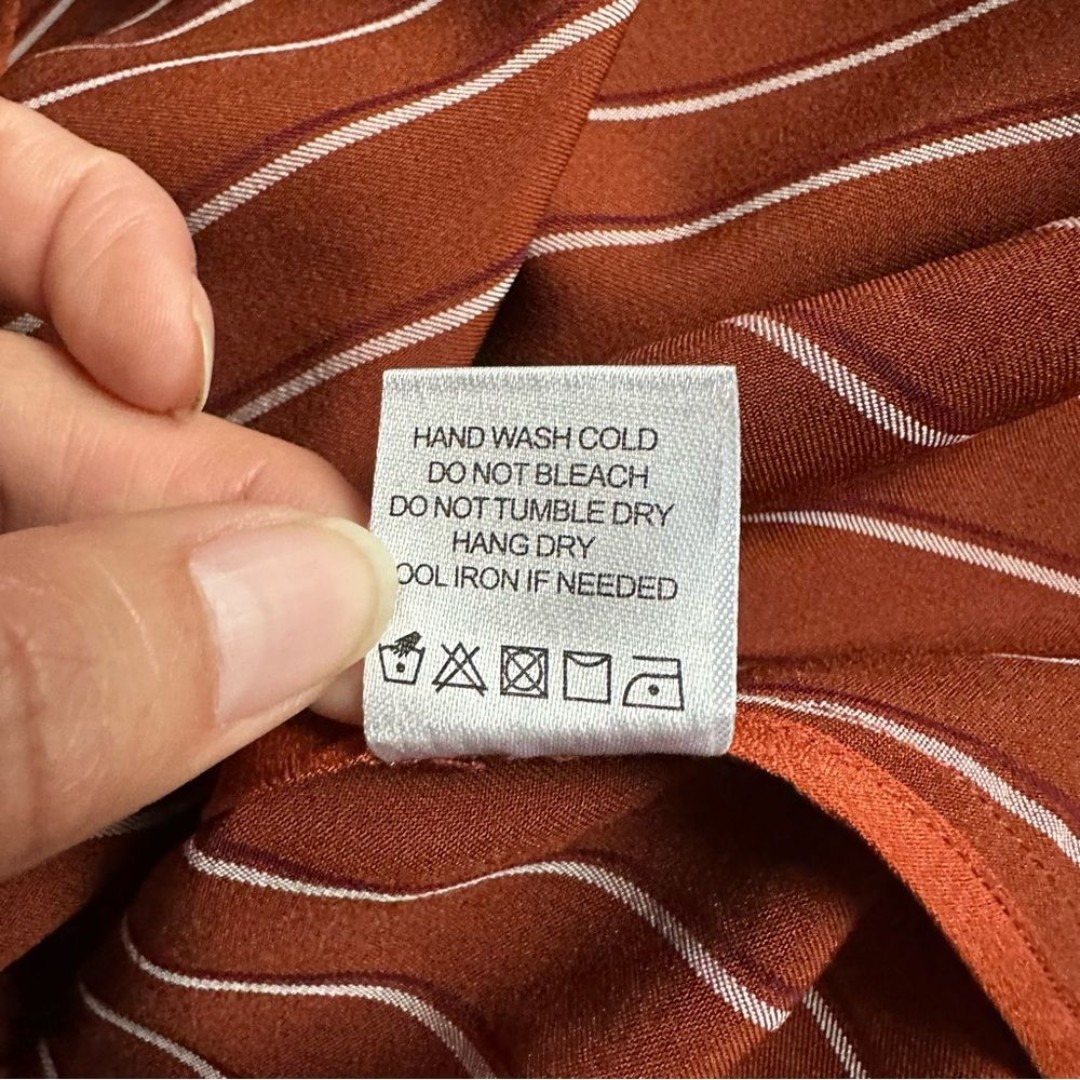 HAND WASH COLD
DO NOT BLEACH
DO NOT TUMBLE DRY
HANG DRY
OOL IRON IF NEEDED